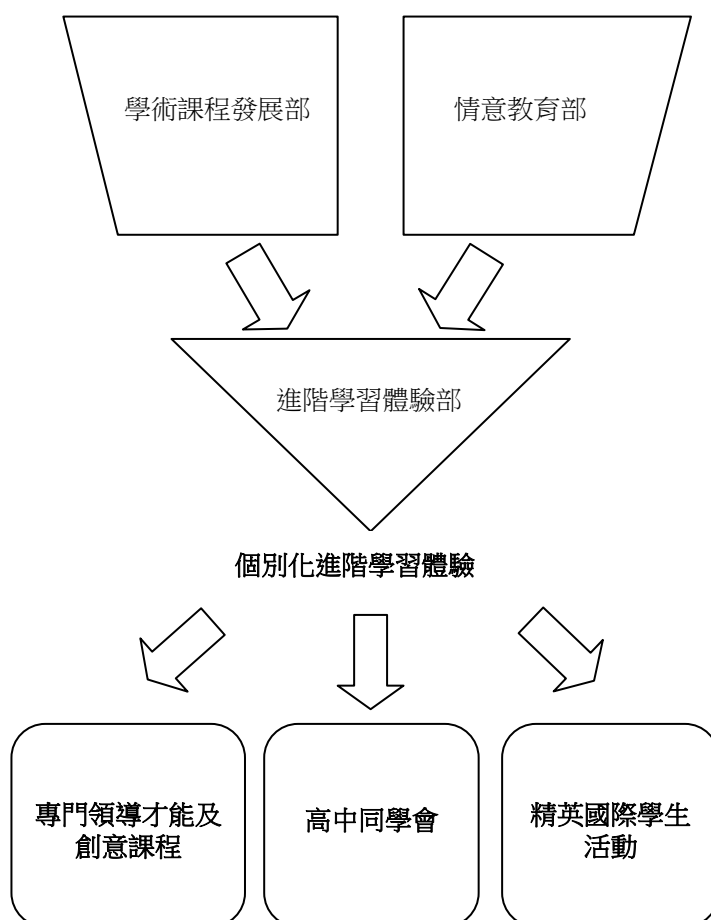 學術課程發展部
情意教育部
進階學習體驗部
個別化進階學習體驗
專門領導才能及
創意課程
高中同學會
精英國際學生
活動